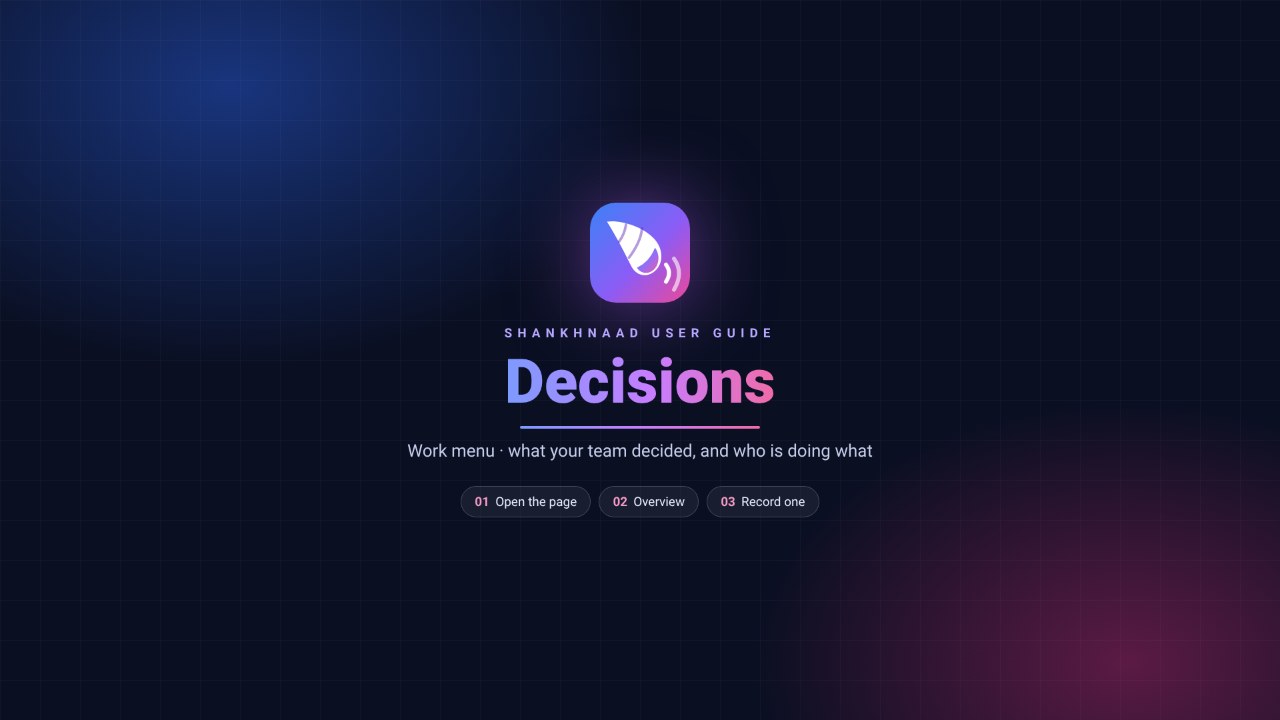 SHANKHNAAD USER GUIDE
Decisions
Work menu · what your team decided, and who is doing what
01 Open the page 02 Overview 03 Record one